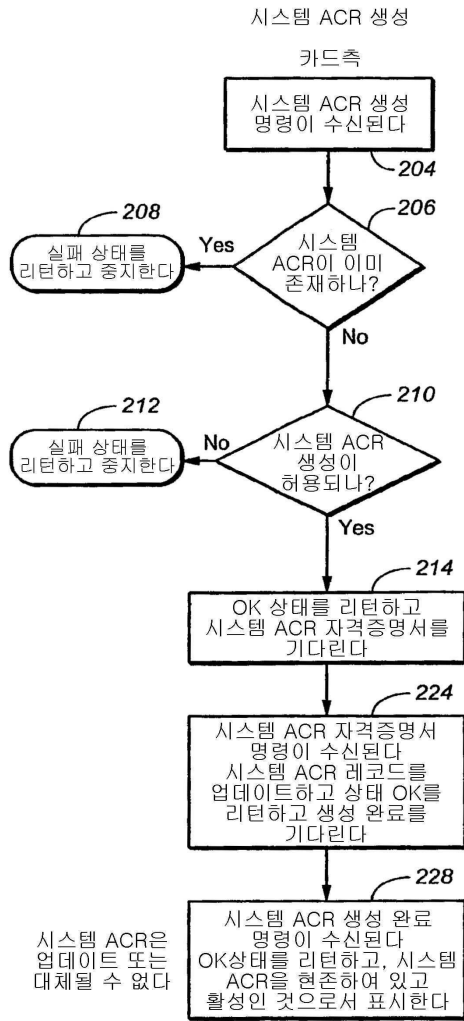 시스템 ACR 생성
카드측
시스템 ACR 생성
명령이 수신된다
204
206
208
시스템
ACR이 이미
존재하나?
Yes
실패 상태를
리턴하고 중지한다
No
210
212
시스템 ACR
생성이
허용되나?
No
실패 상태를
리턴하고 중지한다
Yes
214
OK 상태를 리턴하고
시스템 ACR 자격증명서를
기다린다
224
시스템 ACR 자격증명서
명령이 수신된다
시스템 ACR 레코드를
업데이트하고 상태 OK를
리턴하고 생성 완료를
기다린다
228
시스템 ACR 생성 완료
명령이 수신된다
OK상태를 리턴하고, 시스템
ACR을 현존하여 있고
활성인 것으로서 표시한다
시스템 ACR은
업데이트 또는
대체될 수 없다